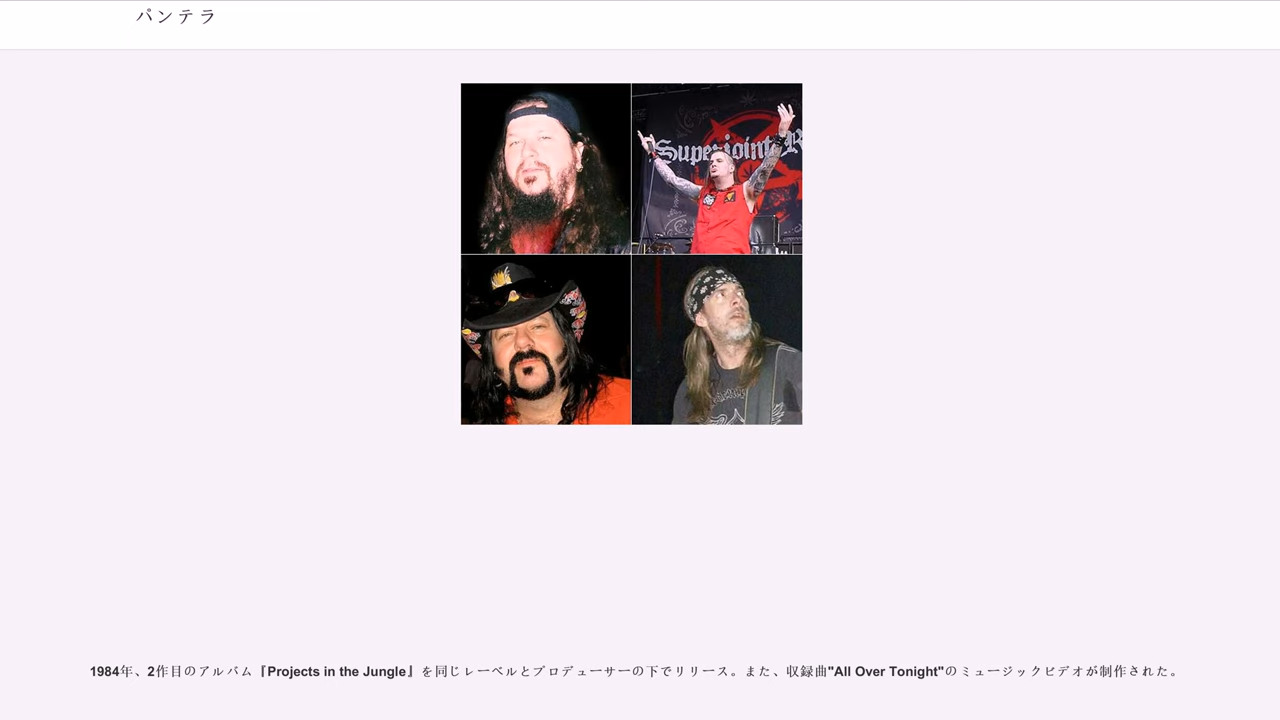 パンテラ
Superjoint R
1984年、2作目のアルバム『Projects in the Jungle』を同じレーベルとプロデューサーの下でリリース。また、収録曲"All Over Tonight"のミュージックビデオが制作された。